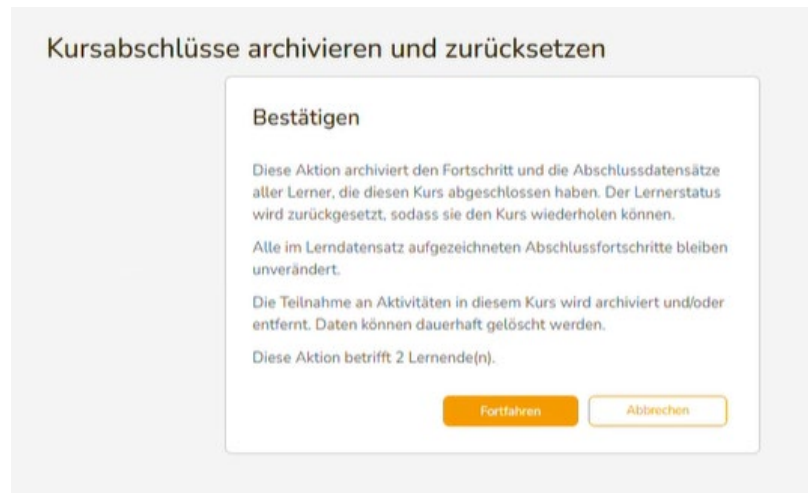 Kursabschlüsse archivieren und zurücksetzen
Bestätigen
Diese Aktion archiviert den Fortschritt und die Abschlussdatensätze
aller Lerner, die diesen Kurs abgeschlossen haben. Der Lernerstatus
wird zurückgesetzt, sodass sie den Kurs wiederholen können.
Alle im Lerndatensatz aufgezeichneten Abschlussfortschritte bleiben
unverändert.
Die Teilnahme an Aktivitäten in diesem Kurs wird archiviert und/oder
entfernt. Daten können dauerhaft gelöscht werden.
Diese Aktion betrifft 2 Lernende(n).
Fortfahren
Abbrechen